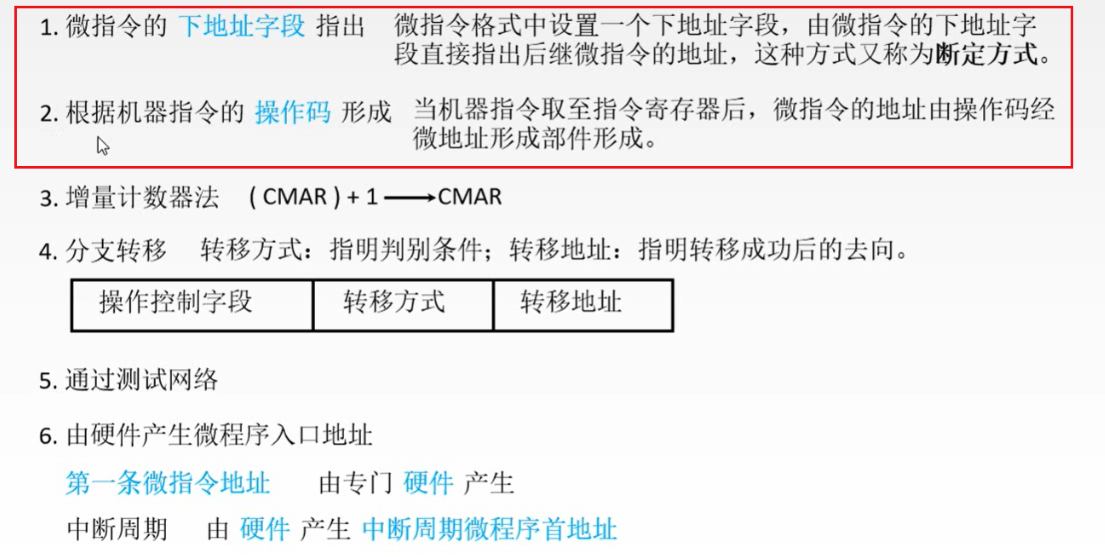 1. 微指令的 下地址字段 指出 微指令格式中设置一个下地址字段，由微指令的下地址字
段直接指出后继微指令的地址，这种方式又称为断定方式。
2. 根据机器指令的 操作码 形成 当机器指令取至指令寄存器后，微指令的地址由操作码经
微地址形成部件形成。
3. 增量计数器法 ( CMAR ) + 1 ⟶ CMAR
4. 分支转移 转移方式：指明判别条件；转移地址：指明转移成功后的去向。
操作控制字段 转移方式 转移地址
5. 通过测试网络
6. 由硬件产生微程序入口地址
第一条微指令地址 由专门 硬件 产生
中断周期 由 硬件 产生 中断周期微程序首地址